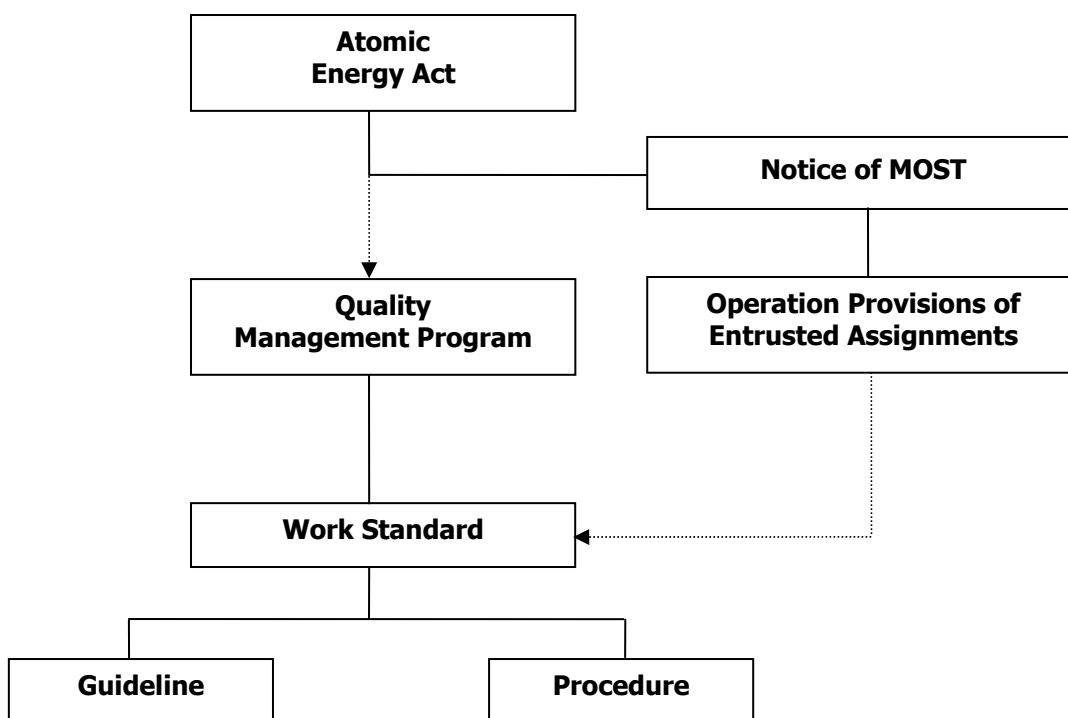 Atomic
Energy Act
Notice of MOST
Quality
Management Program
Operation Provisions of
Entrusted Assignments
Work Standard
Guideline
Procedure